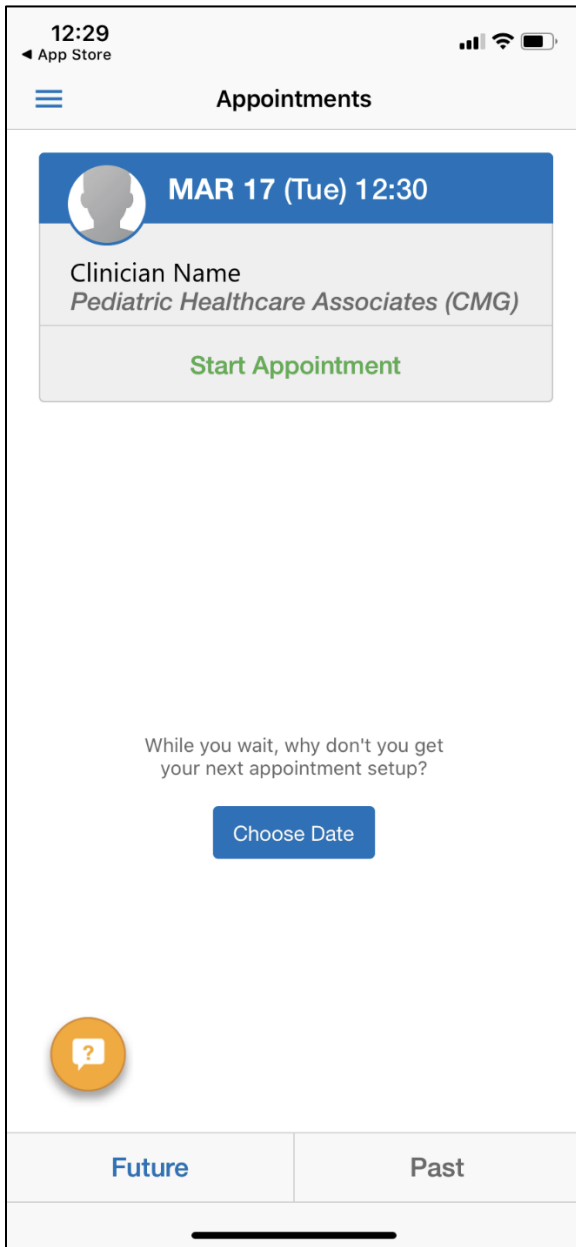 12:29
◀ App Store
Appointments
MAR 17 (Tue) 12:30
Clinician Name
Pediatric Healthcare Associates (CMG)
Start Appointment
While you wait, why don't you get
your next appointment setup?
Choose Date
?
Future
Past